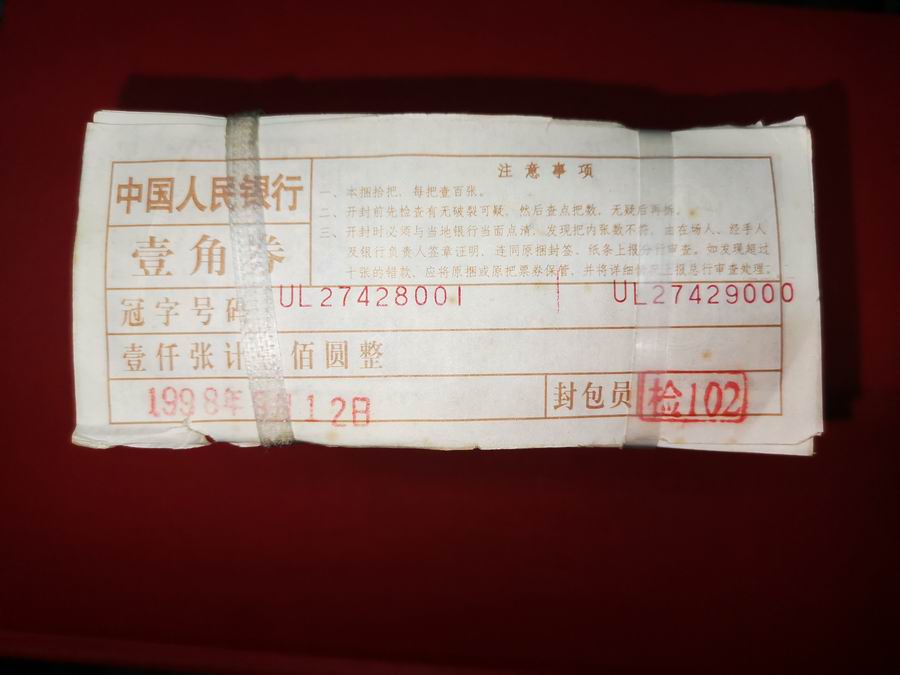 中国人民银行
壹角券
注意事项
一、本捆拾把，每把壹百张。
二、开封前先检查有无破裂可疑，然后查点把数，无疑后再拆。
三、开封时必须与当地银行当面点清，发现把内张数不符，由在场人、经手人
及银行负责人签章证明，连同原捆封签、纸条上报分行审查。如发现超过
十张的错款、应将原捆或原把票券保管、并将详细情况上报总行审查处理。
冠字号码 UL27428001 UL27429000
壹仟张计 佰圆整
1998年 月12日 封包员 检102